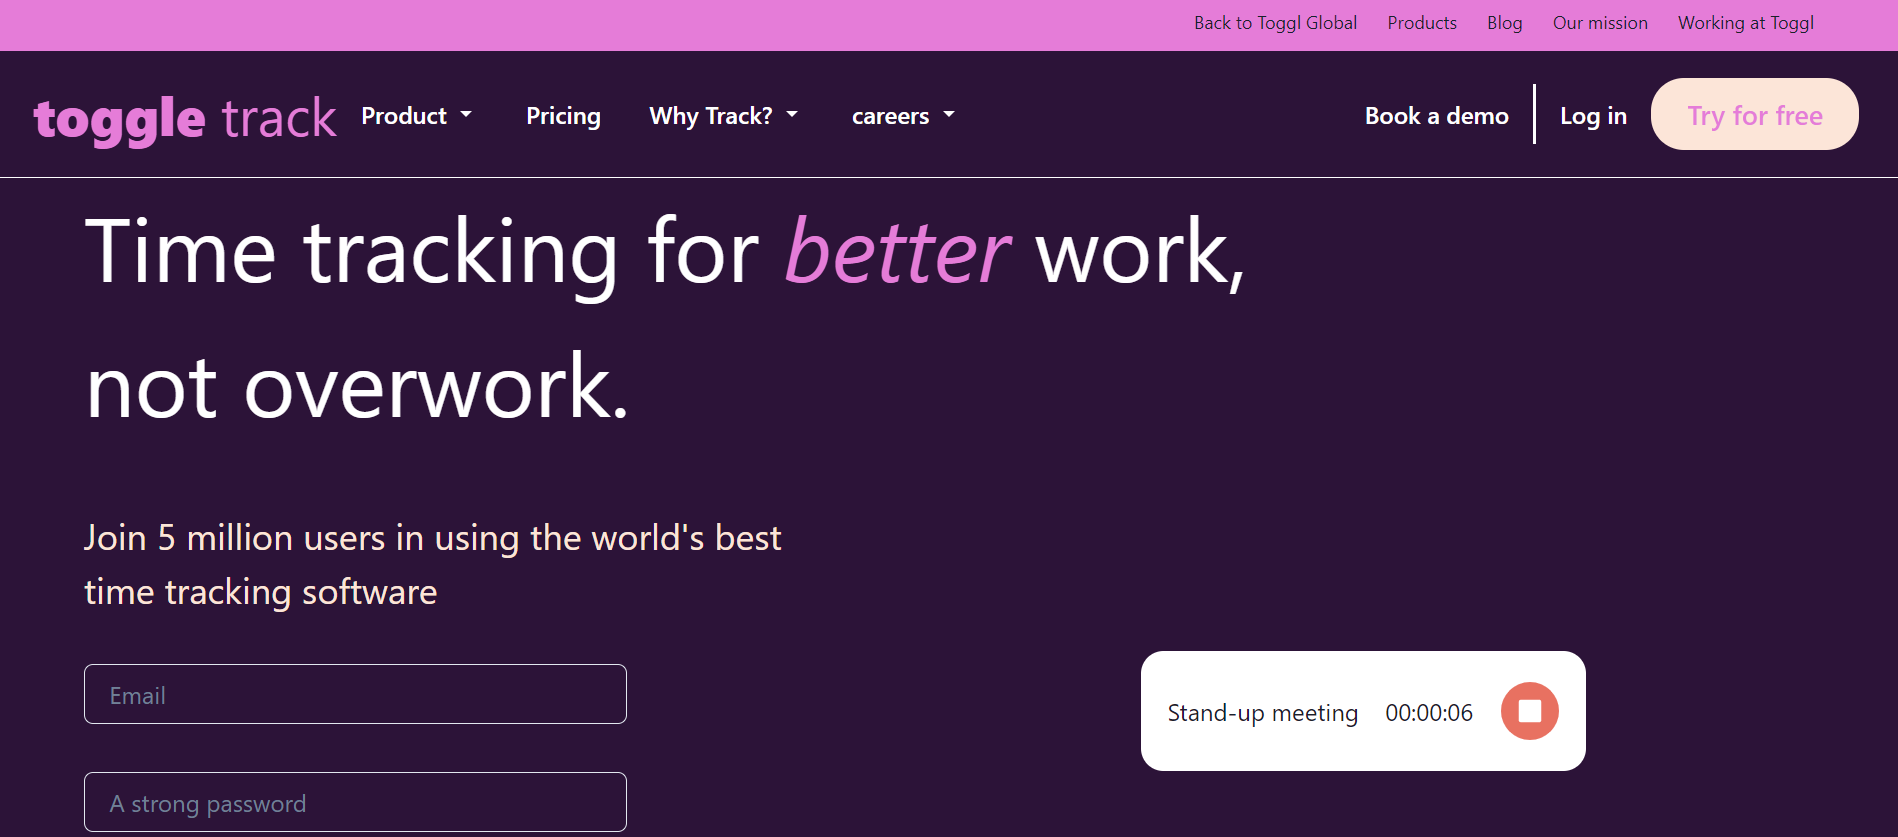 Back to Toggl Global Products Blog Our mission Working at Toggl
toggle track Product Pricing Why Track? careers Book a demo Log in Try for free
Time tracking for better work,
not overwork.
Join 5 million users in using the world's best
time tracking software
Email
Stand-up meeting 00:00:06
A strong password